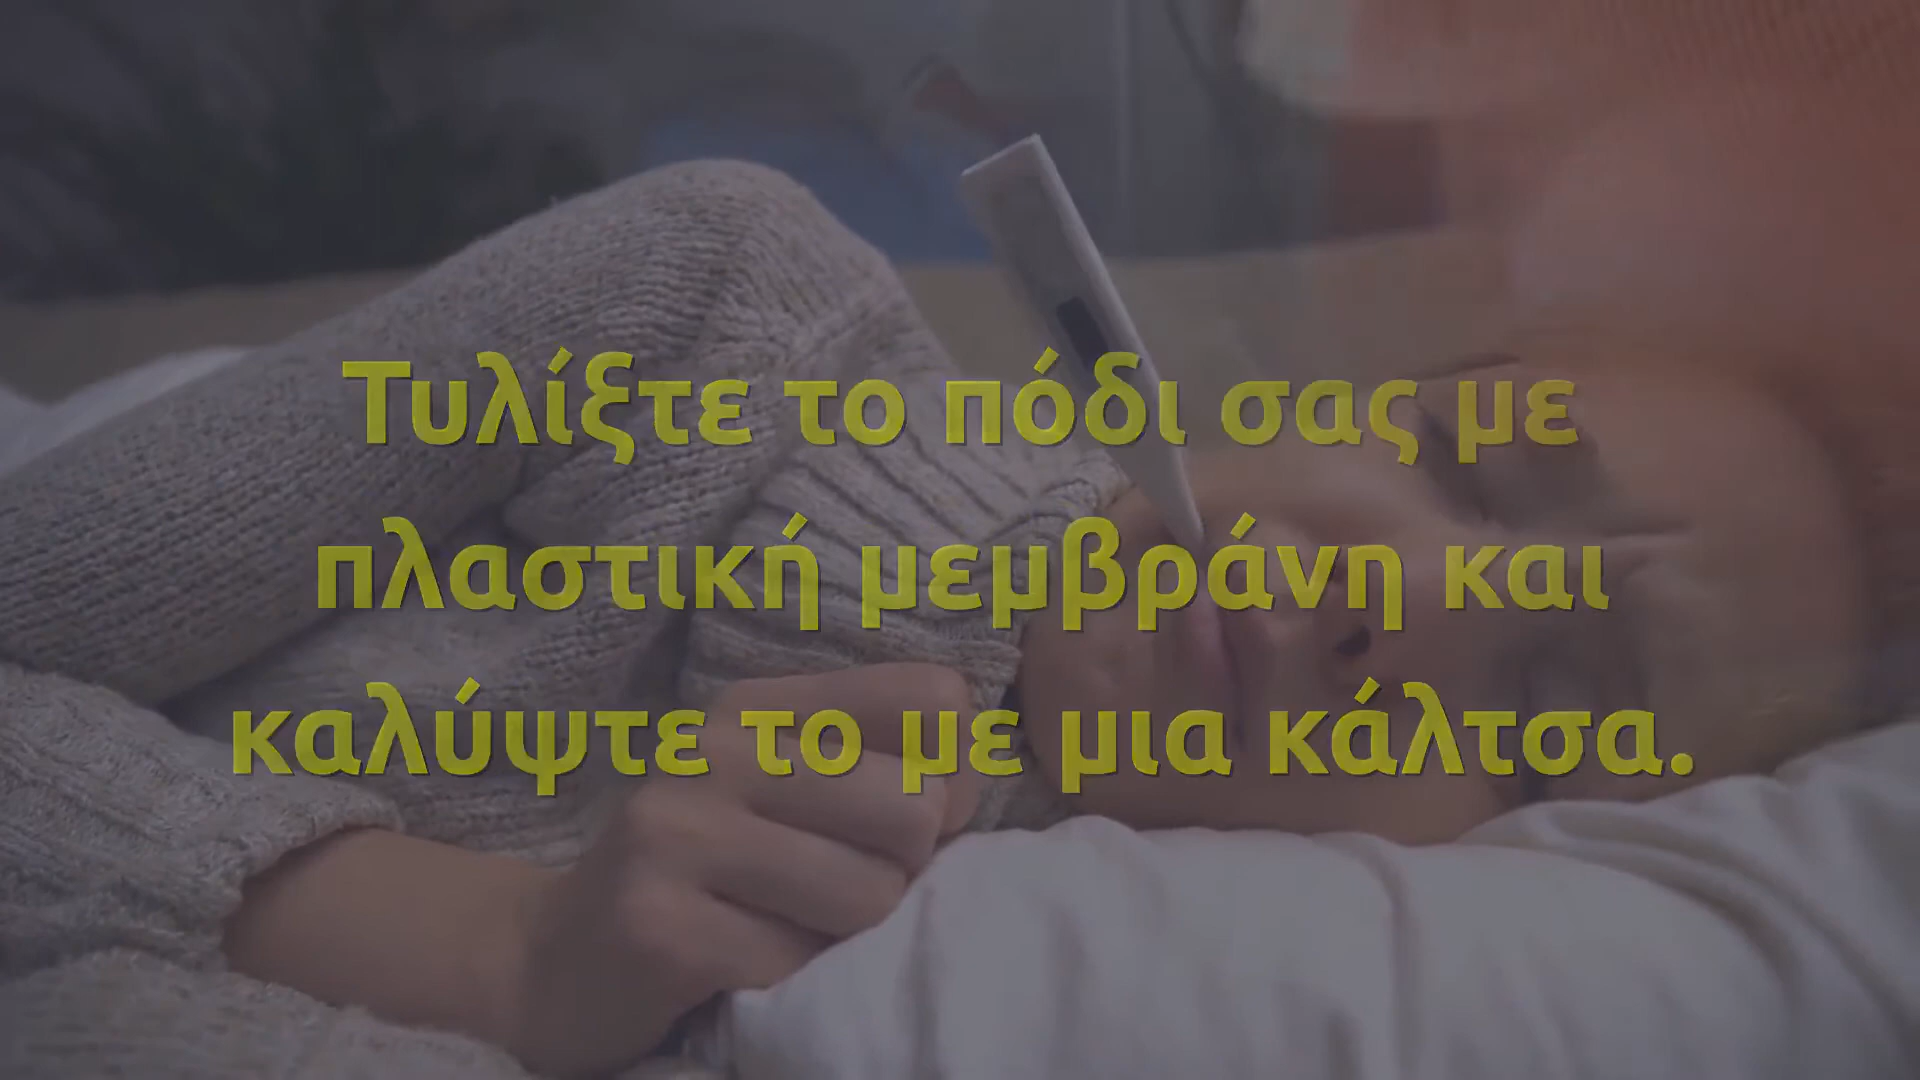 Τυλίξτε το πόδι σας με
πλαστική μεμβράνη και
καλύψτε το με μια κάλτσα.